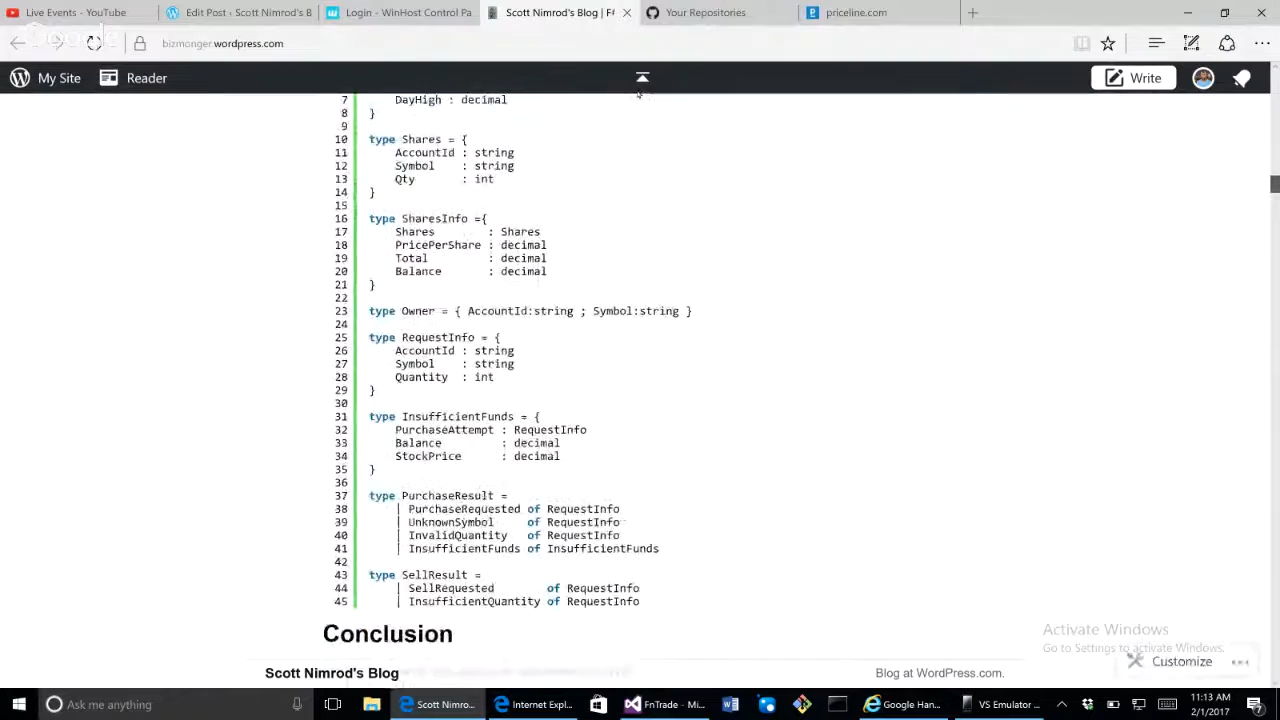 Live Events - YouTube
Edit Post ‹ Scott Nimrod's B
Login - WinHost Control Pa
Scott Nimrod's Blog | F#
Your Repositories
priceline.com
bizmonger.wordpress.com
My Site
Reader
Write
7 DayHigh : decimal
8 }
9
10 type Shares = {
11 AccountId : string
12 Symbol : string
13 Qty : int
14 }
15
16 type SharesInfo ={
17 Shares : Shares
18 PricePerShare : decimal
19 Total : decimal
20 Balance : decimal
21 }
22
23 type Owner = { AccountId:string ; Symbol:string }
24
25 type RequestInfo = {
26 AccountId : string
27 Symbol : string
28 Quantity : int
29 }
30
31 type InsufficientFunds = {
32 PurchaseAttempt : RequestInfo
33 Balance : decimal
34 StockPrice : decimal
35 }
36
37 type PurchaseResult =
38 | PurchaseRequested of RequestInfo
39 | UnknownSymbol of RequestInfo
40 | InvalidQuantity of RequestInfo
41 | InsufficientFunds of InsufficientFunds
42
43 type SellResult =
44 | SellRequested of RequestInfo
45 | InsufficientQuantity of RequestInfo
Conclusion
Activate Windows
Go to Settings to activate Windows.
Customize
Scott Nimrod's Blog
Blog at WordPress.com.
Ask me anything
Scott Nimro...
Internet Expl...
FnTrade - Mi...
Google Han...
VS Emulator ...
11:13 AM
2/1/2017